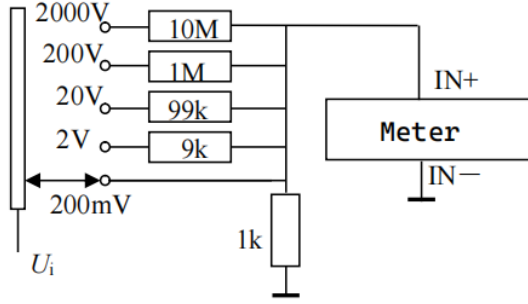 2000V 10M
200V 1M IN+
20V 99k Meter
2V 9k IN−
200mV
1k
Ui